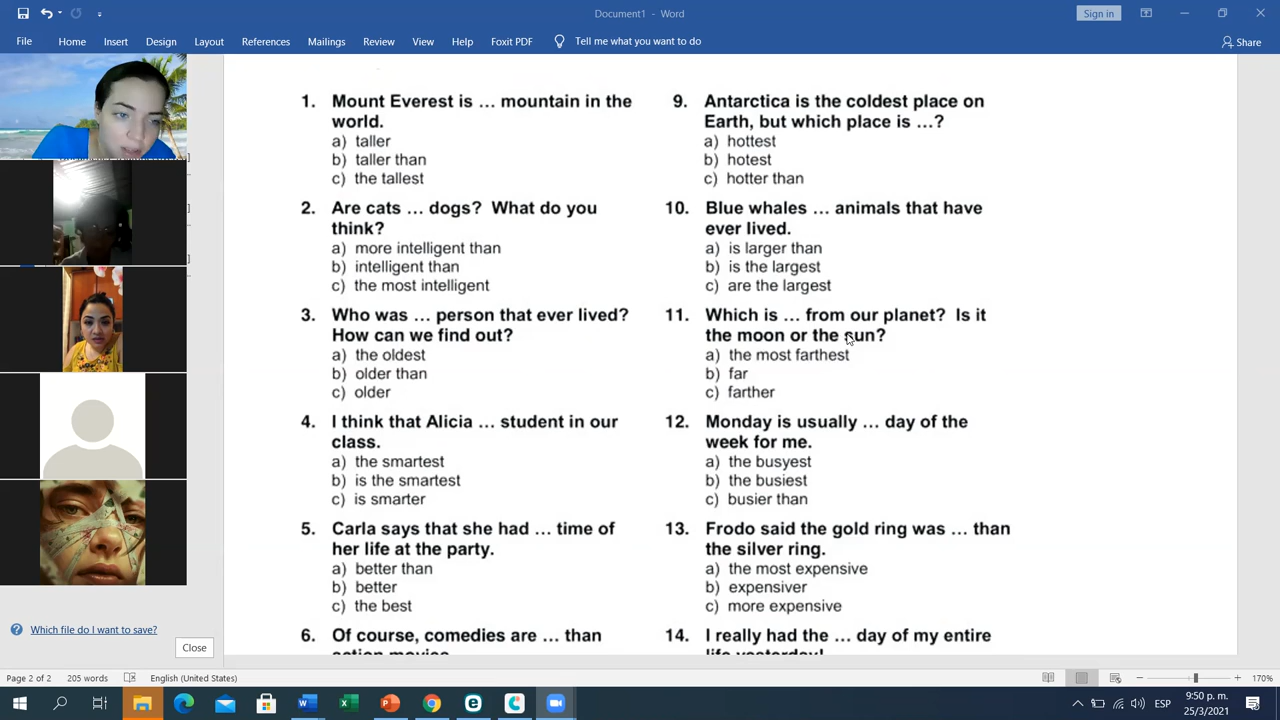 Document1 - Word
Sign in
File Home Insert Design Layout References Mailings Review View Help Foxit PDF Tell me what you want to do Share
1. Mount Everest is … mountain in the
world.
a) taller
b) taller than
c) the tallest
2. Are cats … dogs? What do you
think?
a) more intelligent than
b) intelligent than
c) the most intelligent
3. Who was … person that ever lived?
How can we find out?
a) the oldest
b) older than
c) older
4. I think that Alicia … student in our
class.
a) the smartest
b) is the smartest
c) is smarter
5. Carla says that she had … time of
her life at the party.
a) better than
b) better
c) the best
6. Of course, comedies are … than
action movies.
9. Antarctica is the coldest place on
Earth, but which place is …?
a) hottest
b) hotest
c) hotter than
10. Blue whales … animals that have
ever lived.
a) is larger than
b) is the largest
c) are the largest
11. Which is … from our planet? Is it
the moon or the sun?
a) the most farthest
b) far
c) farther
12. Monday is usually … day of the
week for me.
a) the busyest
b) the busiest
c) busier than
13. Frodo said the gold ring was … than
the silver ring.
a) the most expensive
b) expensiver
c) more expensive
14. I really had the … day of my entire
life yesterday!
Which file do I want to save?
Close
Page 2 of 2 205 words English (United States) 170%
ESP
9:50 p. m.
25/3/2021